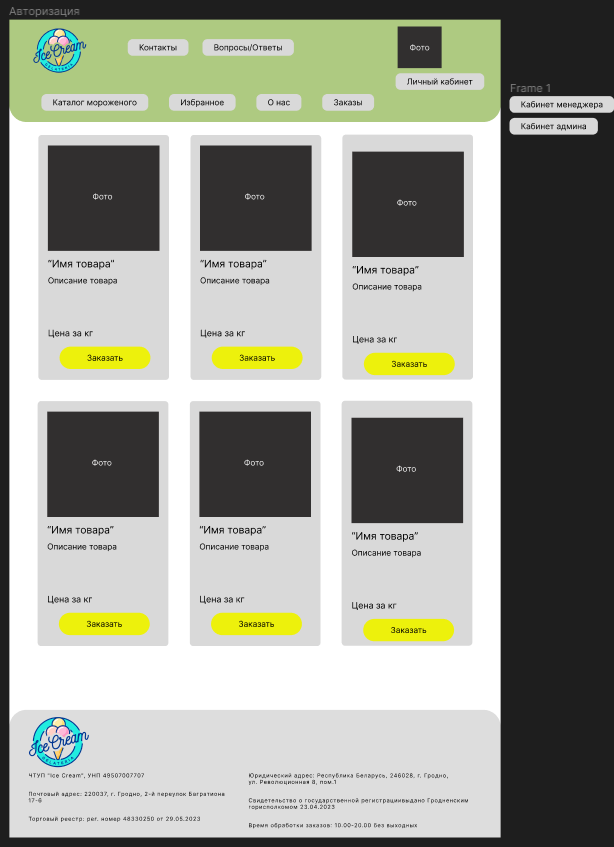 Авторизация
Ice Cream
GELATERIA
Контакты
Вопросы/Ответы
Фото
Личный кабинет
Каталог мороженого
Избранное
О нас
Заказы
Frame 1
Кабинет менеджера
Кабинет админа
Фото
"Имя товара"
Описание товара
Цена за кг
Заказать
Фото
"Имя товара"
Описание товара
Цена за кг
Заказать
Фото
"Имя товара"
Описание товара
Цена за кг
Заказать
Фото
"Имя товара"
Описание товара
Цена за кг
Заказать
Фото
"Имя товара"
Описание товара
Цена за кг
Заказать
Фото
"Имя товара"
Описание товара
Цена за кг
Заказать
Ice Cream
GELATERIA
ЧТУП "Ice Cream", УНП 49507007707
Почтовый адрес: 220037, г. Гродно, 2-й переулок Багратиона
17-6
Торговый реестр: рег. номер 48330250 от 29.05.2023
Юридический адрес: Республика Беларусь, 246028, г. Гродно,
ул. Революционная 8, пом.1
Свидетельства о государственной регистрациивыдано Гродненским
горисполкомом 23.04.2023
Время обработки заказов: 10.00-20.00 без выходных